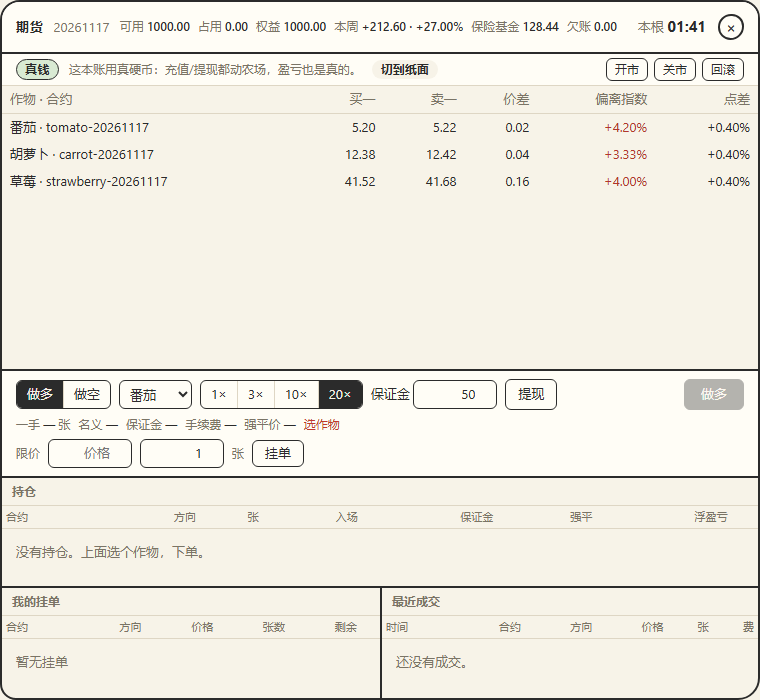 期货 20261117 可用 1000.00 占用 0.00 权益 1000.00 本周 +212.60 · +27.00% 保险基金 128.44 欠账 0.00 本根 01:41 ×
真钱 这本账用真硬币：充值/提现都动农场，盈亏也是真的。 切到纸面 开市 关市 回滚
作物 · 合约 买一 卖一 价差 偏离指数 点差
番茄 · tomato-20261117 5.20 5.22 0.02 +4.20% +0.40%
胡萝卜 · carrot-20261117 12.38 12.42 0.04 +3.33% +0.40%
草莓 · strawberry-20261117 41.52 41.68 0.16 +4.00% +0.40%
做多 做空 番茄 1× 3× 10× 20× 保证金 50 提现 做多
一手 — 张 名义 — 保证金 — 手续费 — 强平价 — 选作物
限价 价格 1 张 挂单
持仓
合约 方向 张 入场 保证金 强平 浮盈亏
没有持仓。上面选个作物，下单。
我的挂单
合约 方向 价格 张数 剩余
暂无挂单
最近成交
时间 合约 方向 价格 张 费
还没有成交。